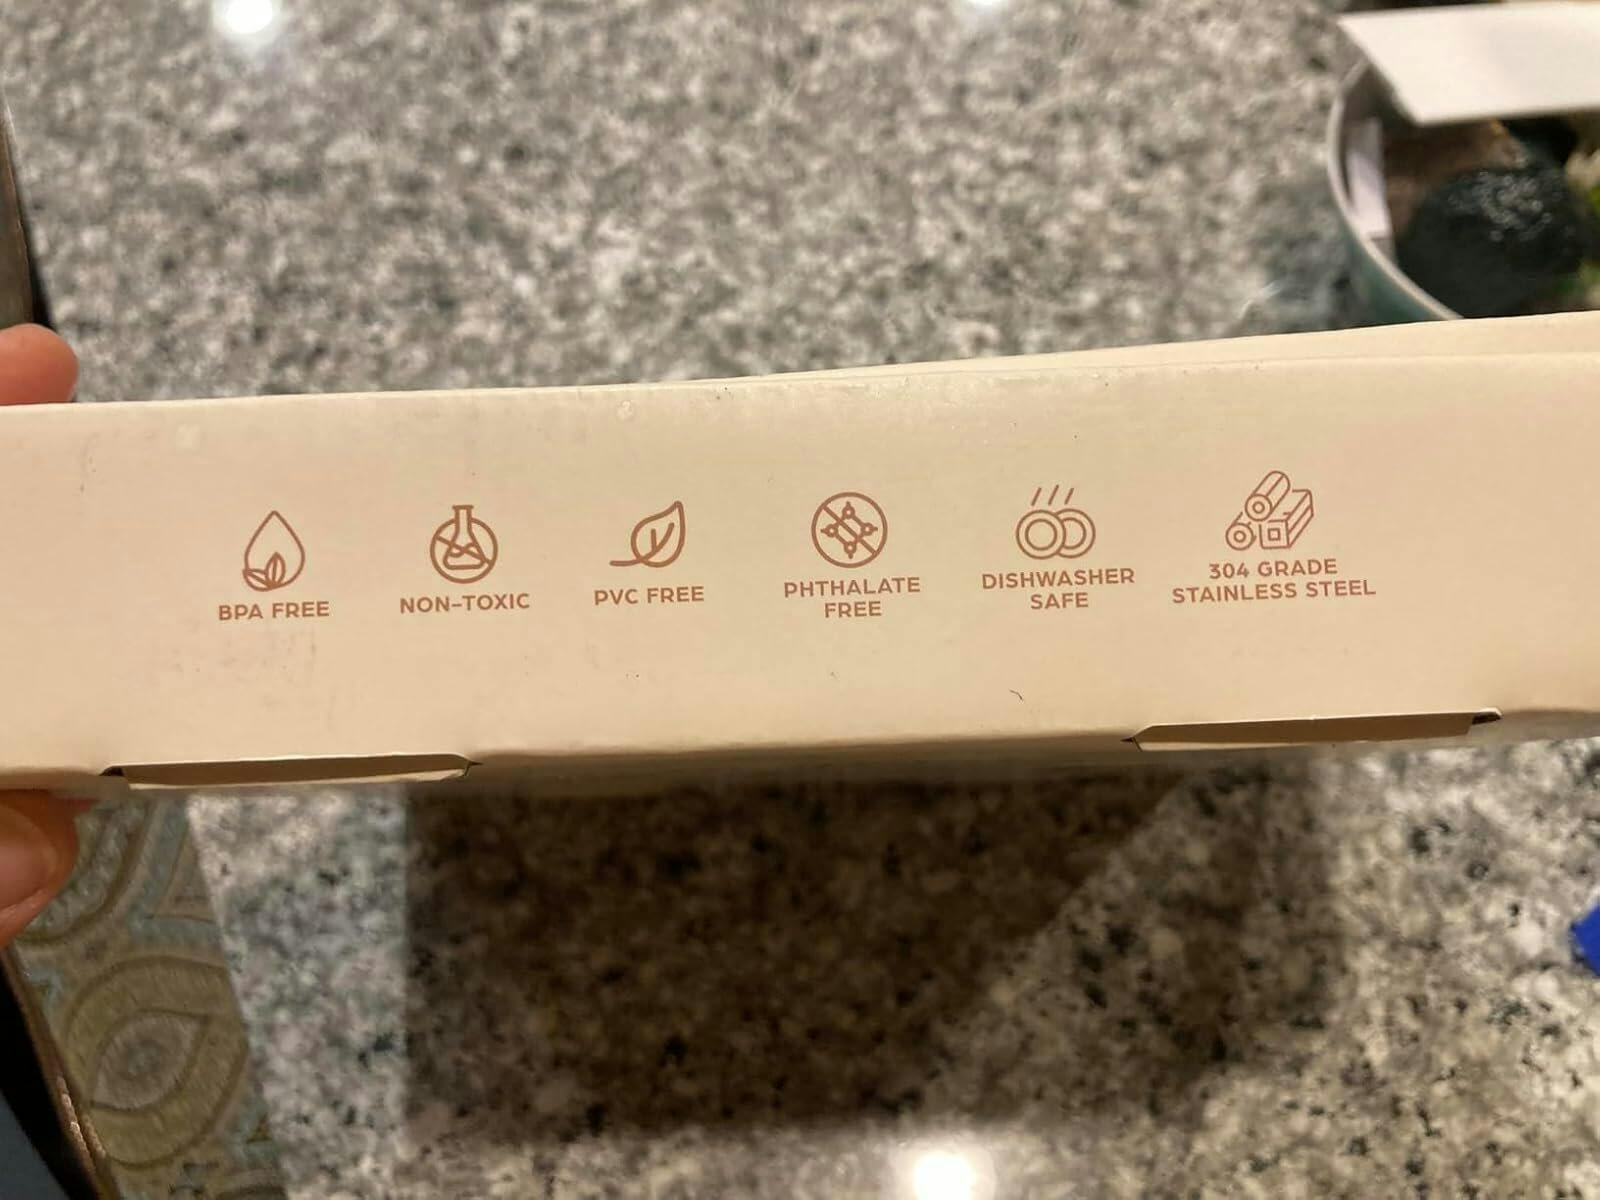 BPA FREE
NON-TOXIC
PVC FREE
PHTHALATE
FREE
DISHWASHER
SAFE
304 GRADE
STAINLESS STEEL